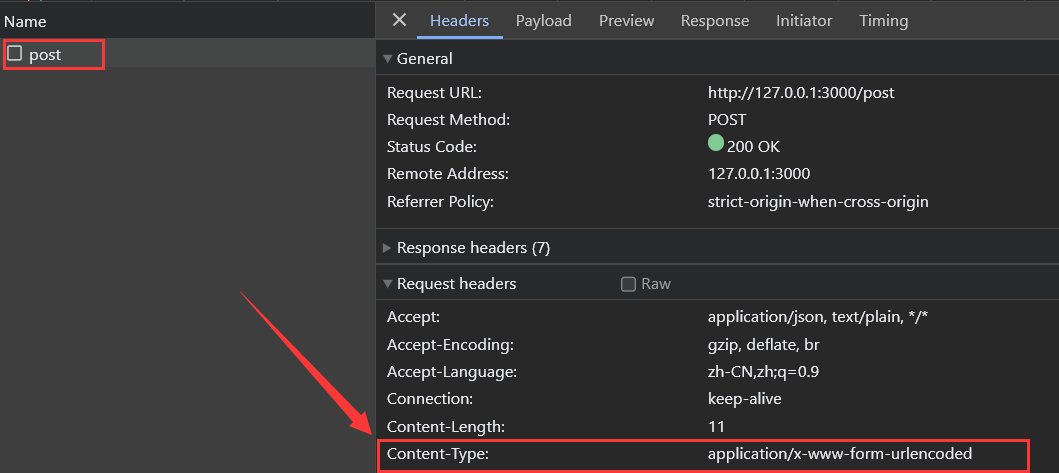 Name
post
Headers Payload Preview Response Initiator Timing
General
Request URL: http://127.0.0.1:3000/post
Request Method: POST
Status Code: 200 OK
Remote Address: 127.0.0.1:3000
Referrer Policy: strict-origin-when-cross-origin
Response headers (7)
Request headers Raw
Accept: application/json, text/plain, */*
Accept-Encoding: gzip, deflate, br
Accept-Language: zh-CN,zh;q=0.9
Connection: keep-alive
Content-Length: 11
Content-Type: application/x-www-form-urlencoded